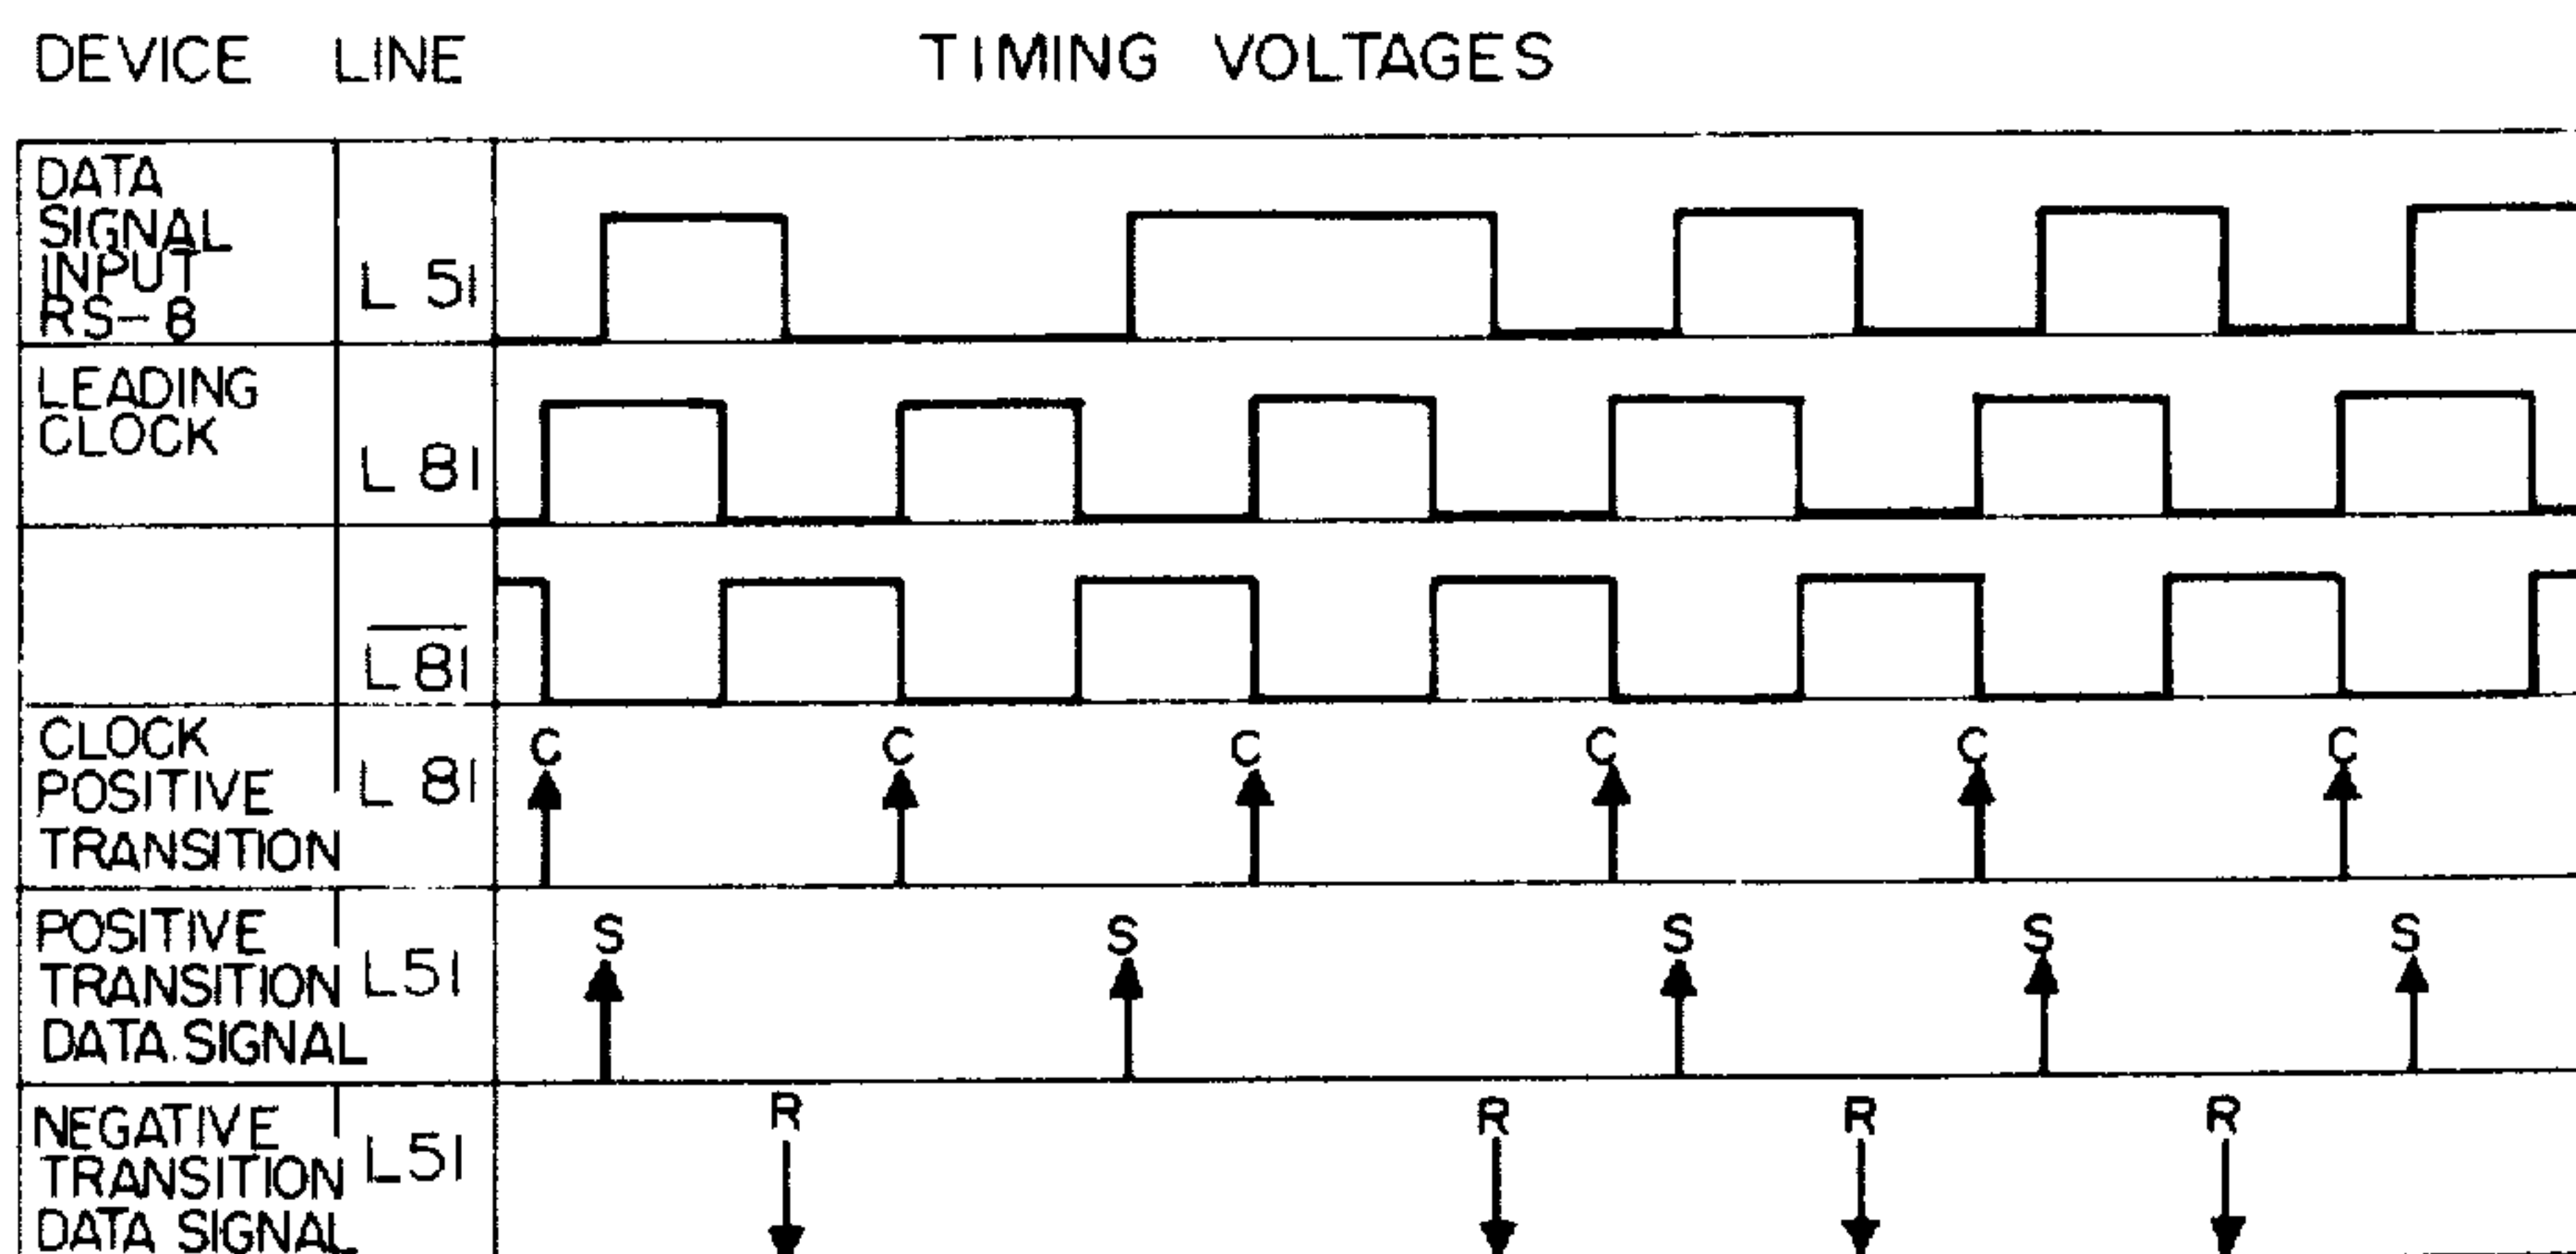 DEVICE LINE TIMING VOLTAGES
DATA
SIGNAL
INPUT
RS-8
L 51
LEADING
CLOCK
L 81
L81
CLOCK
POSITIVE
TRANSITION
L 81
C C C C C C
POSITIVE
TRANSITION
DATA SIGNAL
L51
S S S S S
NEGATIVE
TRANSITION
DATA SIGNAL
L51
R R R R